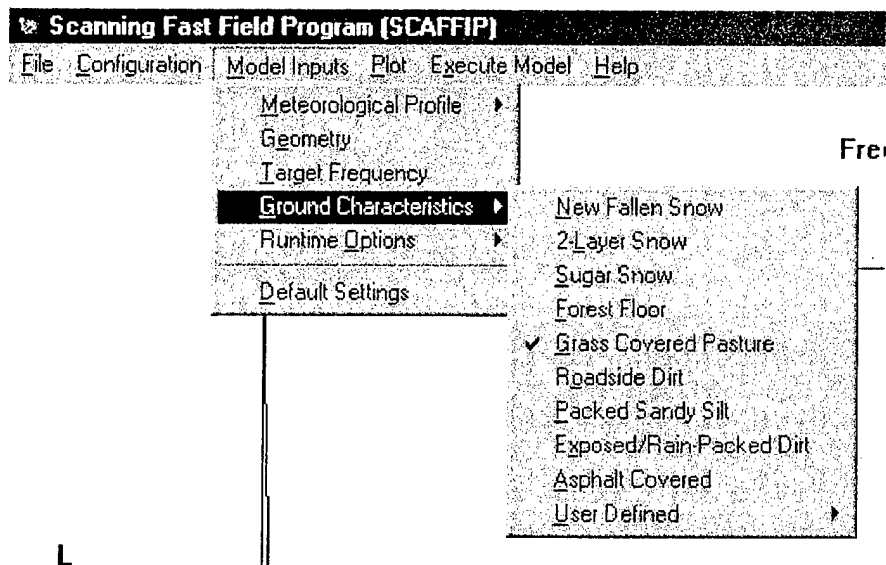 Scanning Fast Field Program (SCAFFIP)
File Configuration Model Inputs Plot Execute Model Help
Meteorological Profile
Geometry
Target Frequency
Ground Characteristics
Runtime Options
Default Settings
New Fallen Snow
2-Layer Snow
Sugar Snow
Forest Floor
Grass Covered Pasture
Roadside Dirt
Packed Sandy Silt
Exposed/Rain-Packed Dirt
Asphalt Covered
User Defined
L